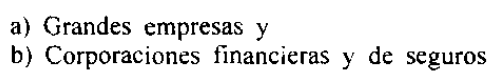 a) Grandes empresas y
b) Corporaciones financieras y de seguros